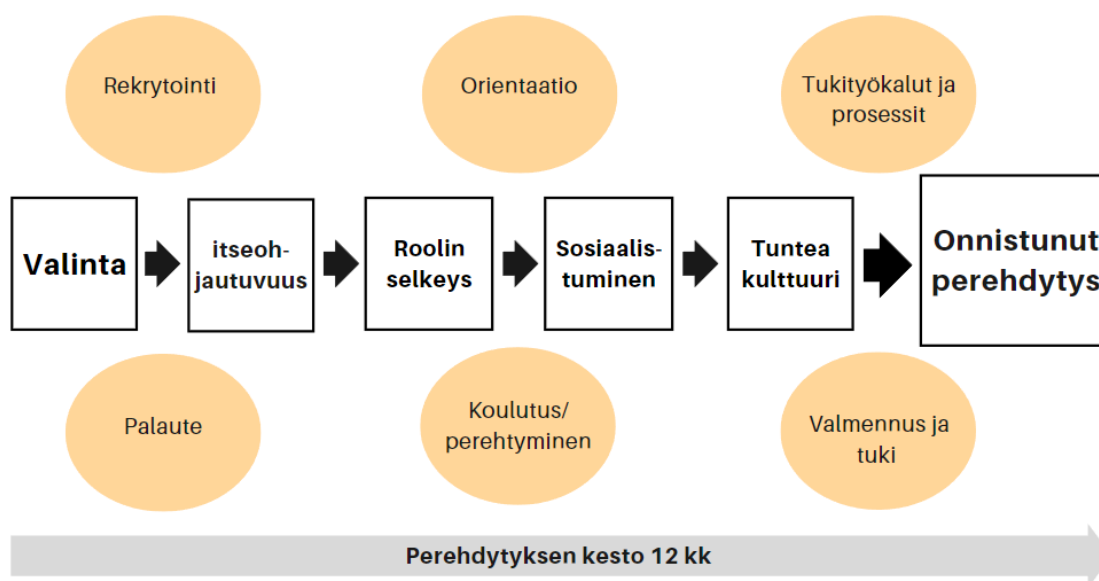 Rekrytointi
Orientaatio
Tukityökalut ja
prosessit
Valinta
itseoh-
jautuvuus
Roolin
selkeys
Sosiaalis-
tuminen
Tuntea
kulttuuri
Onnistunut
perehdytys
Palaute
Koulutus/
perehtyminen
Valmennus ja
tuki
Perehdytyksen kesto 12 kk